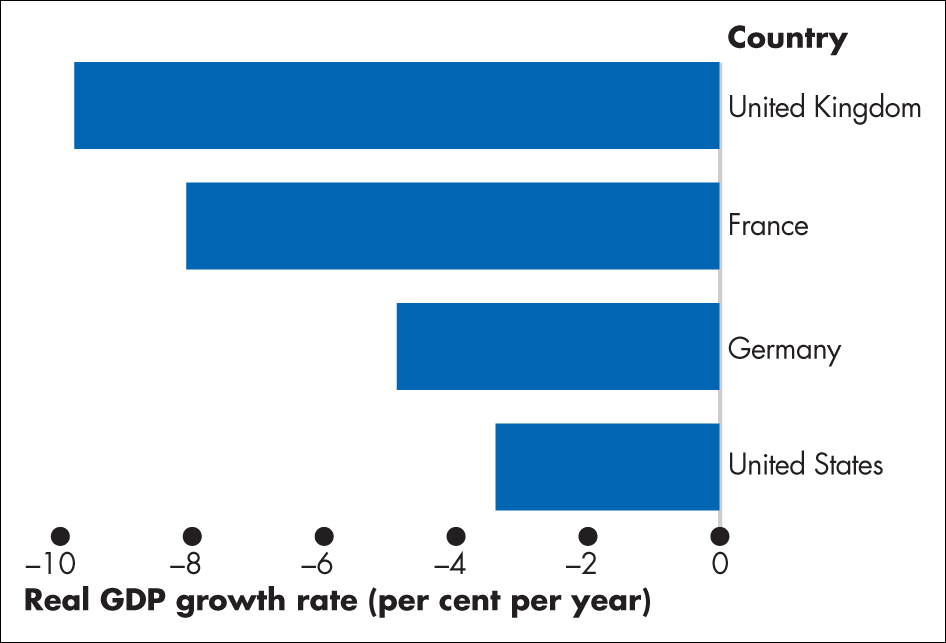 Country
United Kingdom
France
Germany
United States
–10 –8 –6 –4 –2 0
Real GDP growth rate (per cent per year)